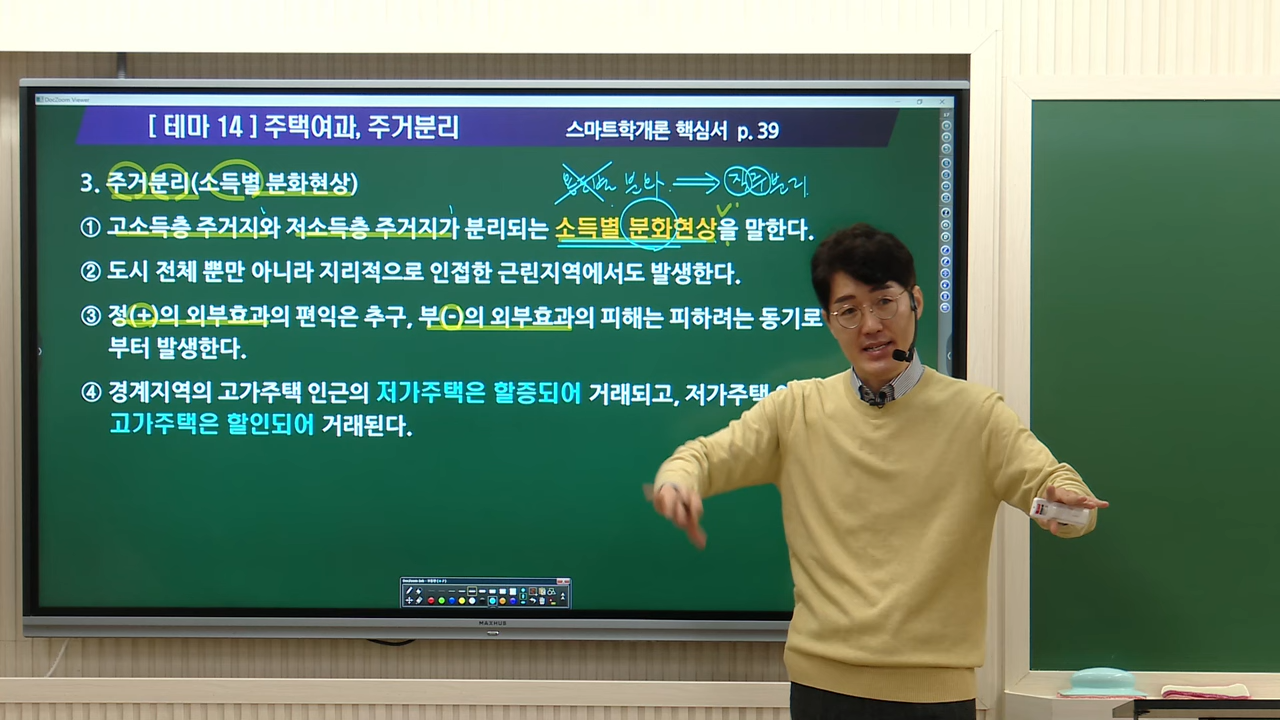 DocZoom Viewer
[ 테마 14 ] 주택여과, 주거분리
스마트학개론 핵심서 p. 39
3. 주거분리(소득별 분화현상)
분화 ⇒ 분리
① 고소득층 주거지와 저소득층 주거지가 분리되는 소득별 분화현상을 말한다.
② 도시 전체 뿐만 아니라 지리적으로 인접한 근린지역에서도 발생한다.
③ 정(+)의 외부효과의 편익은 추구, 부(-)의 외부효과의 피해는 피하려는 동기로
부터 발생한다.
④ 경계지역의 고가주택 인근의 저가주택은 할증되어 거래되고, 저가주택
고가주택은 할인되어 거래된다.
MAXHUB